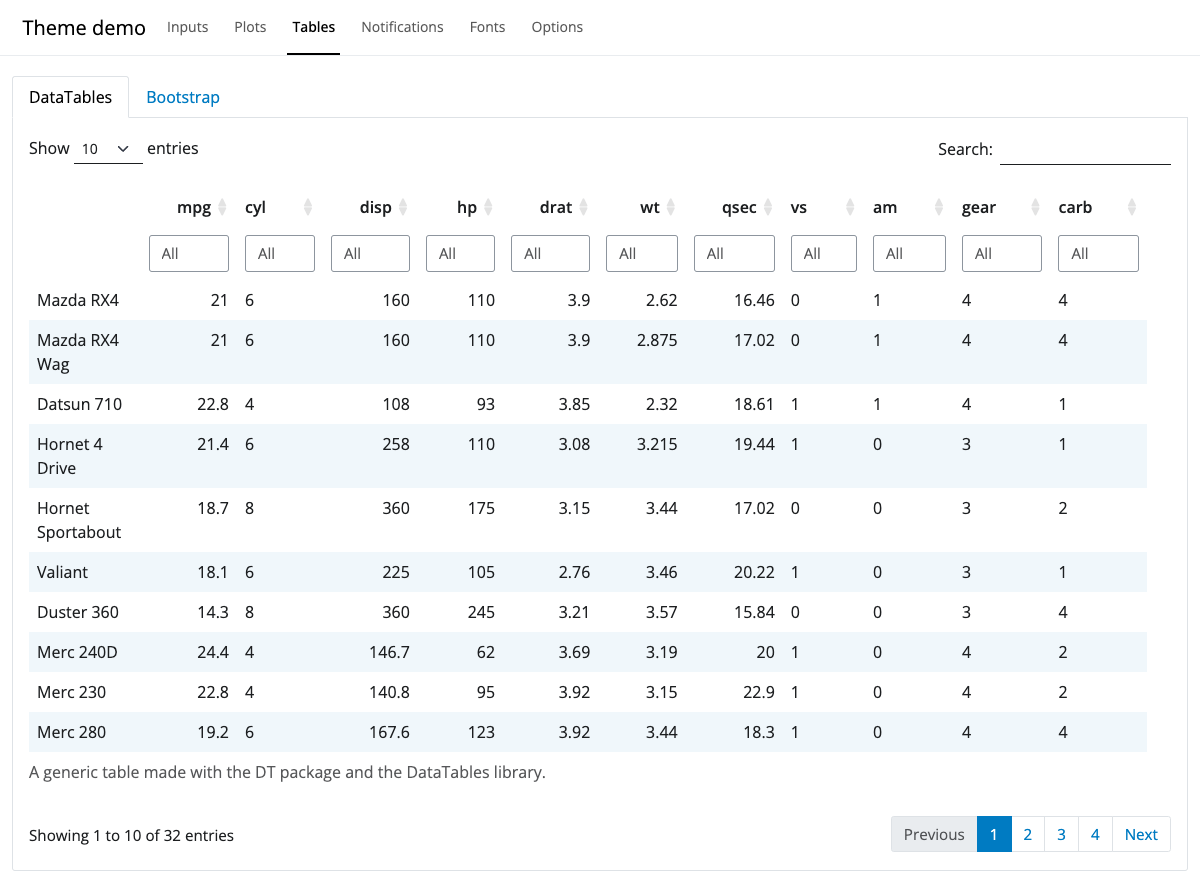 Theme demo Inputs Plots Tables Notifications Fonts Options
DataTables Bootstrap
Show 10 entries Search:
mpg cyl disp hp drat wt qsec vs am gear carb
All All All All All All All All All All All
Mazda RX4 21 6 160 110 3.9 2.62 16.46 0 1 4 4
Mazda RX4 21 6 160 110 3.9 2.875 17.02 0 1 4 4
Wag
Datsun 710 22.8 4 108 93 3.85 2.32 18.61 1 1 4 1
Hornet 4 21.4 6 258 110 3.08 3.215 19.44 1 0 3 1
Drive
Hornet 18.7 8 360 175 3.15 3.44 17.02 0 0 3 2
Sportabout
Valiant 18.1 6 225 105 2.76 3.46 20.22 1 0 3 1
Duster 360 14.3 8 360 245 3.21 3.57 15.84 0 0 3 4
Merc 240D 24.4 4 146.7 62 3.69 3.19 20 1 0 4 2
Merc 230 22.8 4 140.8 95 3.92 3.15 22.9 1 0 4 2
Merc 280 19.2 6 167.6 123 3.92 3.44 18.3 1 0 4 4
A generic table made with the DT package and the DataTables library.
Showing 1 to 10 of 32 entries Previous 1 2 3 4 Next